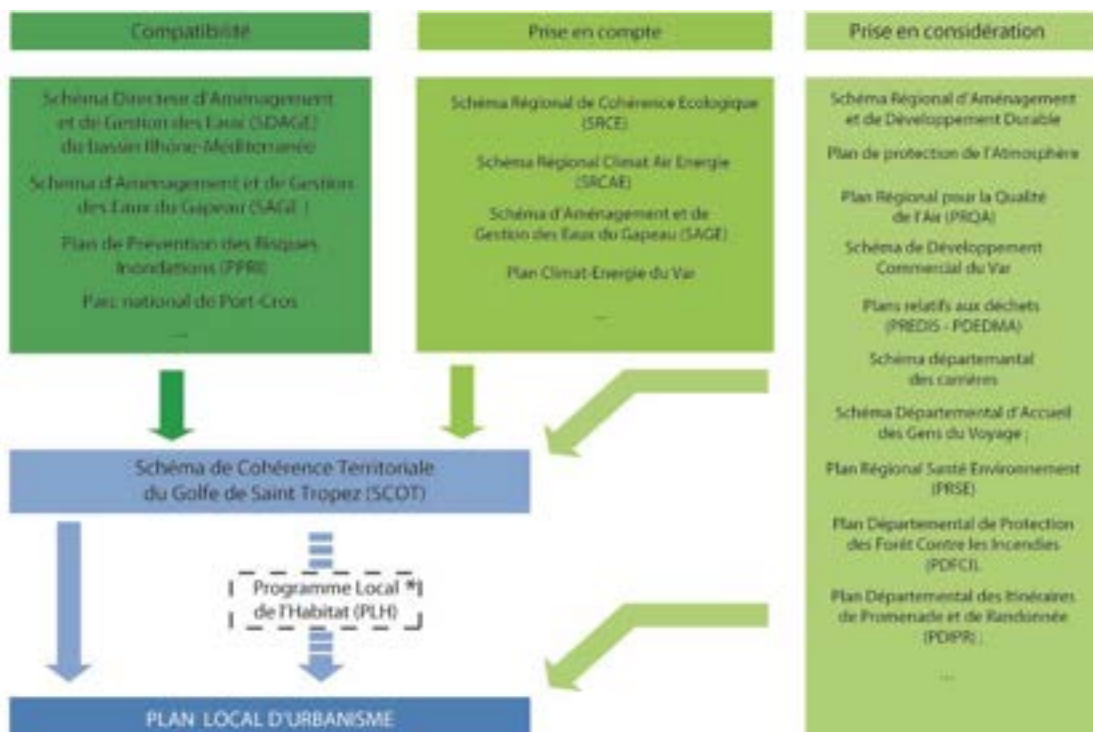 Compatibilité
Schéma Directeur d'Aménagement
et de Gestion des Eaux (SDAGE)
du bassin Rhône-Méditerranée
Schéma d'Aménagement et de Gestion
des Eaux du Gapeau (SAGE ;
Plan de Prévention des Risques
Inondations (PPRI)
Parc national de Port-Cros
...
Prise en compte
Schéma Régional de Cohérence Ecologique
(SRCE)
Schéma Régional Climat Air Energie
(SRCAE)
Schéma d'Aménagement et de
Gestion des Eaux du Gapeau (SAGE)
Plan Climat-Energie du Var
...
Prise en considération
Schéma Régional d'Aménagement
et de Développement Durable
Plan de protection de l'Atmosphère
Plan Régional pour la Qualité
de l'Air (PRQA)
Schéma de Développement
Commercial du Var
Plans relatifs aux déchets
(PREDIS - PDEDMA)
Schéma départemantal
des carrières
Schéma Départemental d'Accueil
des Gens du Voyage ;
Plan Régional Santé Environnement
(PRSE)
Plan Départemental de Protection
des Forêt Contre les Incendies
(PDFCI),
Plan Départemental des Itinéraires
de Promenade et de Randonnée
(PDIPR) ;
...
Schéma de Cohérence Territoriale
du Golfe de Saint Tropez (SCOT)
Programme Local *
de l'Habitat (PLH)
PLAN LOCAL D'URBANISME